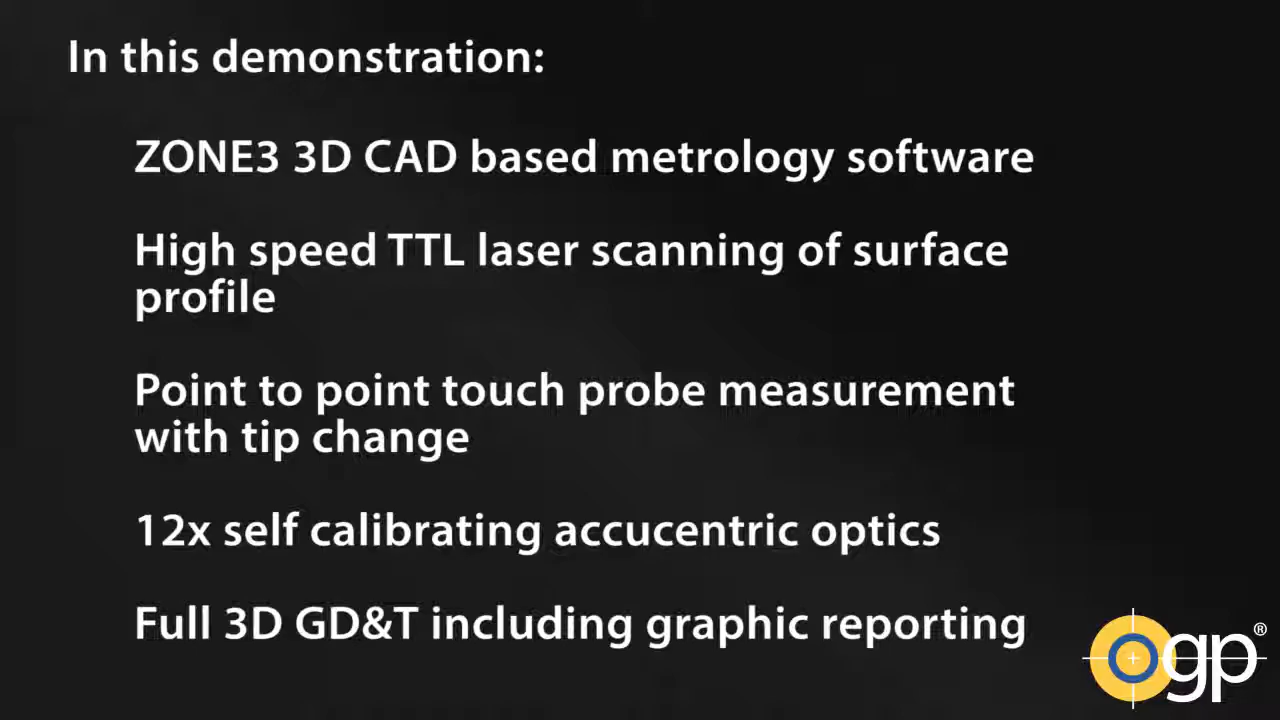 In this demonstration:
ZONE3 3D CAD based metrology software
High speed TTL laser scanning of surface
profile
Point to point touch probe measurement
with tip change
12x self calibrating accucentric optics
Full 3D GD&T including graphic reporting
ogp®